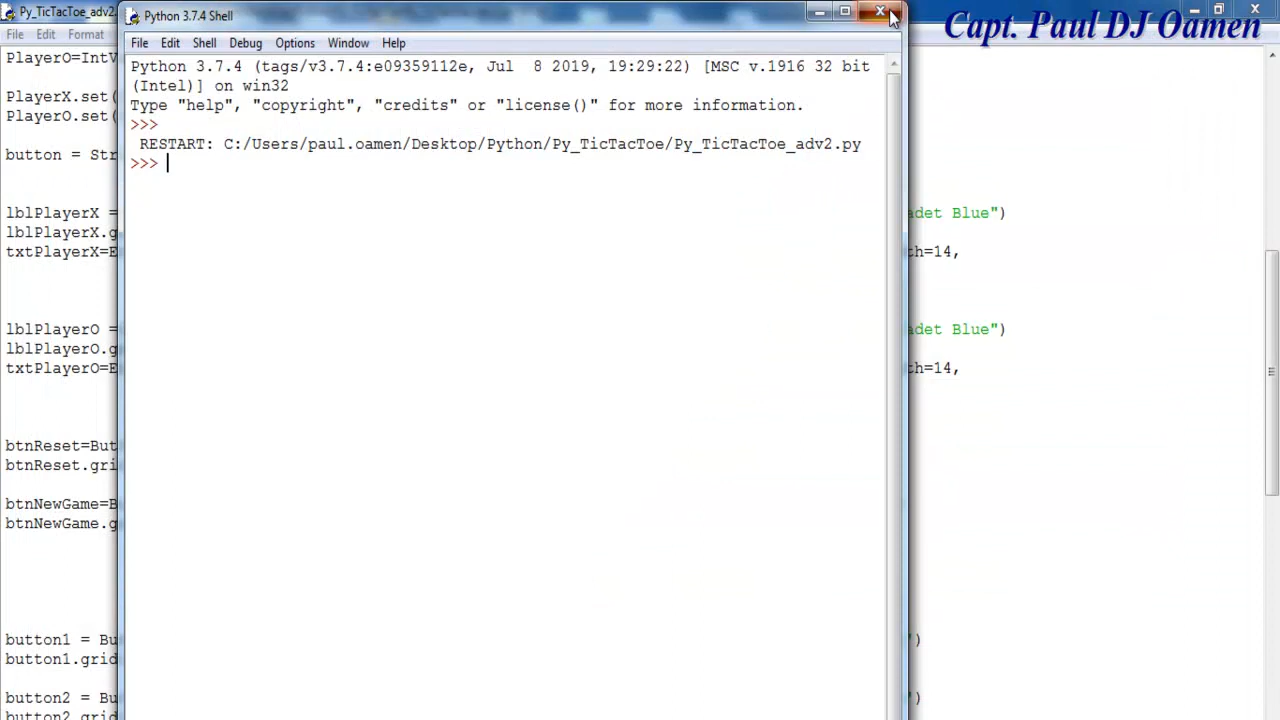 Py_TicTacToe_adv2.
File Edit Format
PlayerO=IntV
PlayerX.set(
PlayerO.set(
button = Str
lblPlayerX =
lblPlayerX.g
txtPlayerX=E
lblPlayerO =
lblPlayerO.g
txtPlayerO=E
btnReset=But
btnReset.gri
btnNewGame=B
btnNewGame.g
button1 = Bu
button1.grid
button2 = Bu
button2.grid
Python 3.7.4 Shell
File Edit Shell Debug Options Window Help
Python 3.7.4 (tags/v3.7.4:e09359112e, Jul 8 2019, 19:29:22) [MSC v.1916 32 bit
(Intel)] on win32
Type "help", "copyright", "credits" or "license()" for more information.
>>>
RESTART: C:/Users/paul.oamen/Desktop/Python/Py_TicTacToe/Py_TicTacToe_adv2.py
>>>
Capt. Paul DJ Oamen
adet Blue")
th=14,
adet Blue")
th=14,
')
')